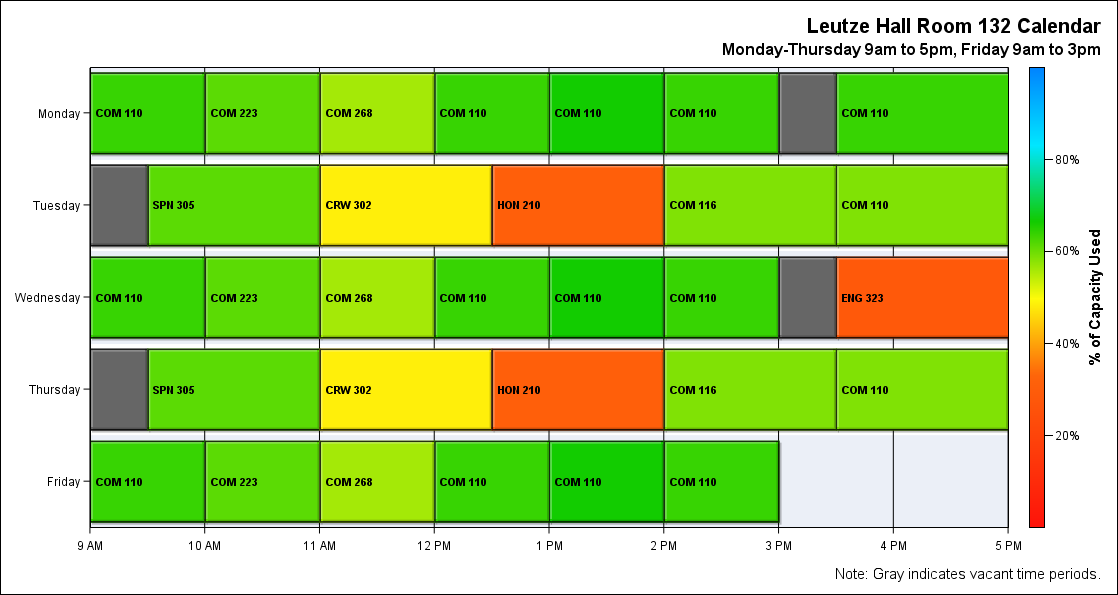 Leutze Hall Room 132 Calendar
Monday-Thursday 9am to 5pm, Friday 9am to 3pm
Monday COM 110 COM 223 COM 268 COM 110 COM 110 COM 110 COM 110
80%
Tuesday SPN 305 CRW 302 HON 210 COM 116 COM 110
60%
Wednesday COM 110 COM 223 COM 268 COM 110 COM 110 COM 110 ENG 323
% of Capacity Used
40%
Thursday SPN 305 CRW 302 HON 210 COM 116 COM 110
20%
Friday COM 110 COM 223 COM 268 COM 110 COM 110 COM 110
9 AM 10 AM 11 AM 12 PM 1 PM 2 PM 3 PM 4 PM 5 PM
Note: Gray indicates vacant time periods.